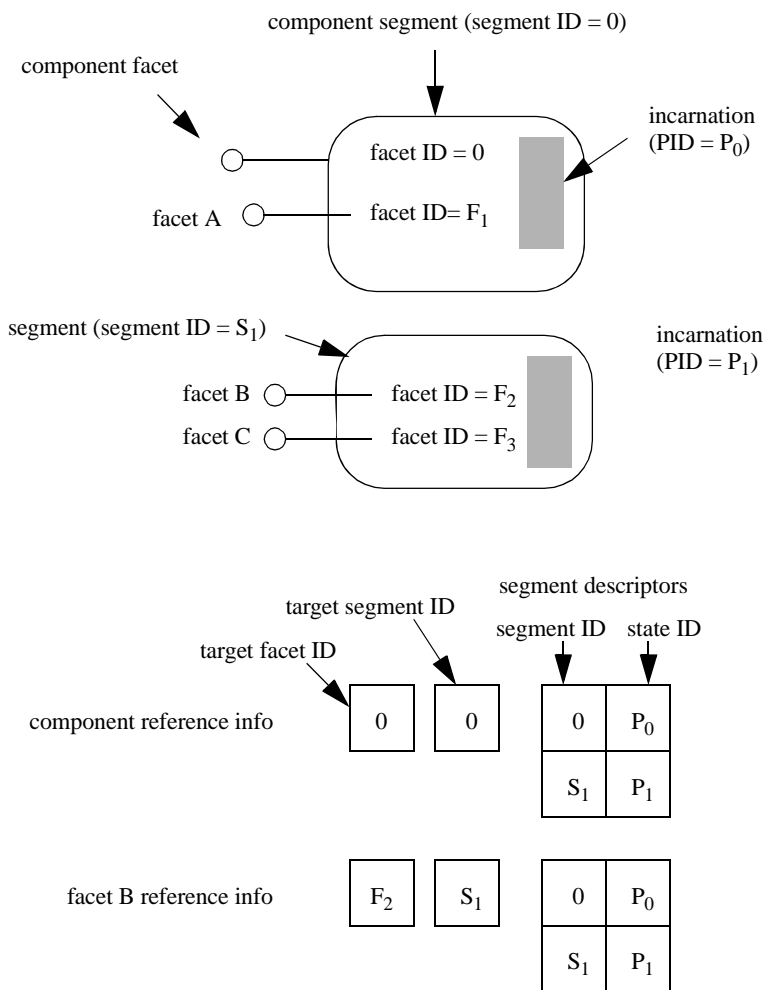 component segment (segment ID = 0)
component facet
incarnation
(PID = P0)
facet ID = 0
facet A
facet ID= F1
segment (segment ID = S1)
incarnation
(PID = P1)
facet B
facet ID = F2
facet C
facet ID = F3
segment descriptors
target segment ID
segment ID
state ID
target facet ID
component reference info
0
0
0
P0
S1
P1
facet B reference info
F2
S1
0
P0
S1
P1